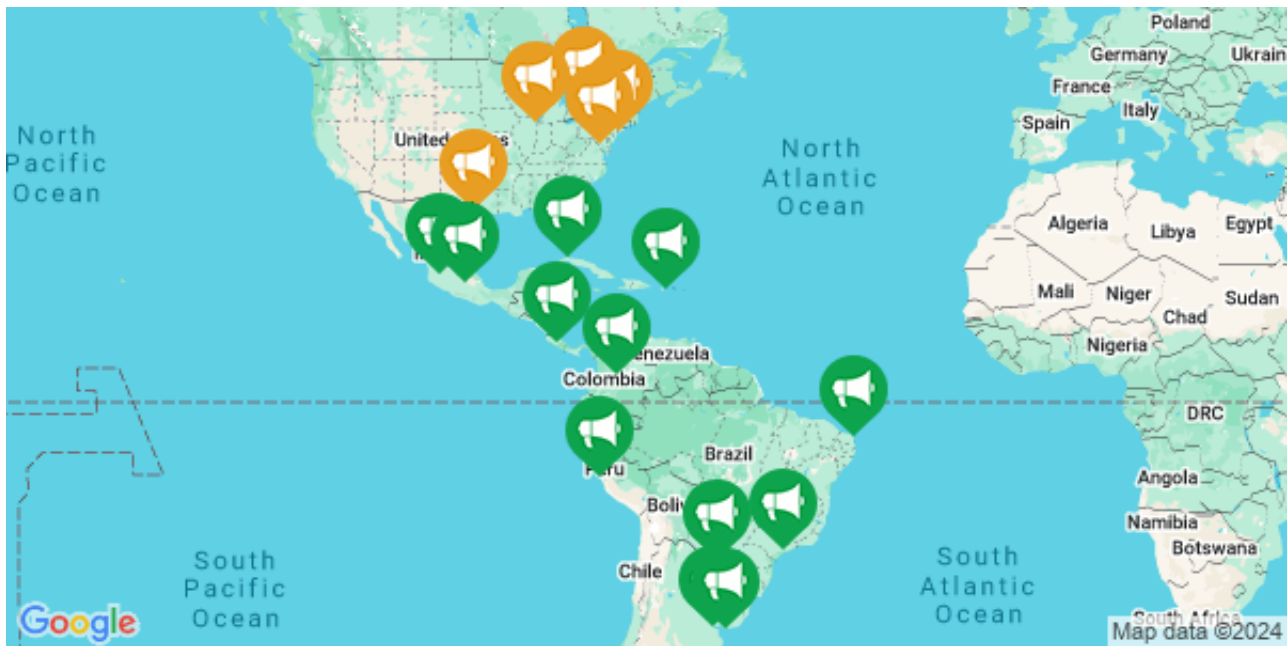 Poland
Germany
Ukrain
France
Italy
Spain
North
Pacific
Ocean
United
North
Atlantic
Ocean
Algeria
Libya
Egypt
Mali
Niger
Sudan
Chad
Nigeria
enezuela
Colombia
DRC
Brazil
Peru
Angola
Boliv
Namibia
Botswana
South
Pacific
Ocean
Chile
South
Atlantic
Ocean
South Africa
Google
Map data ©2024